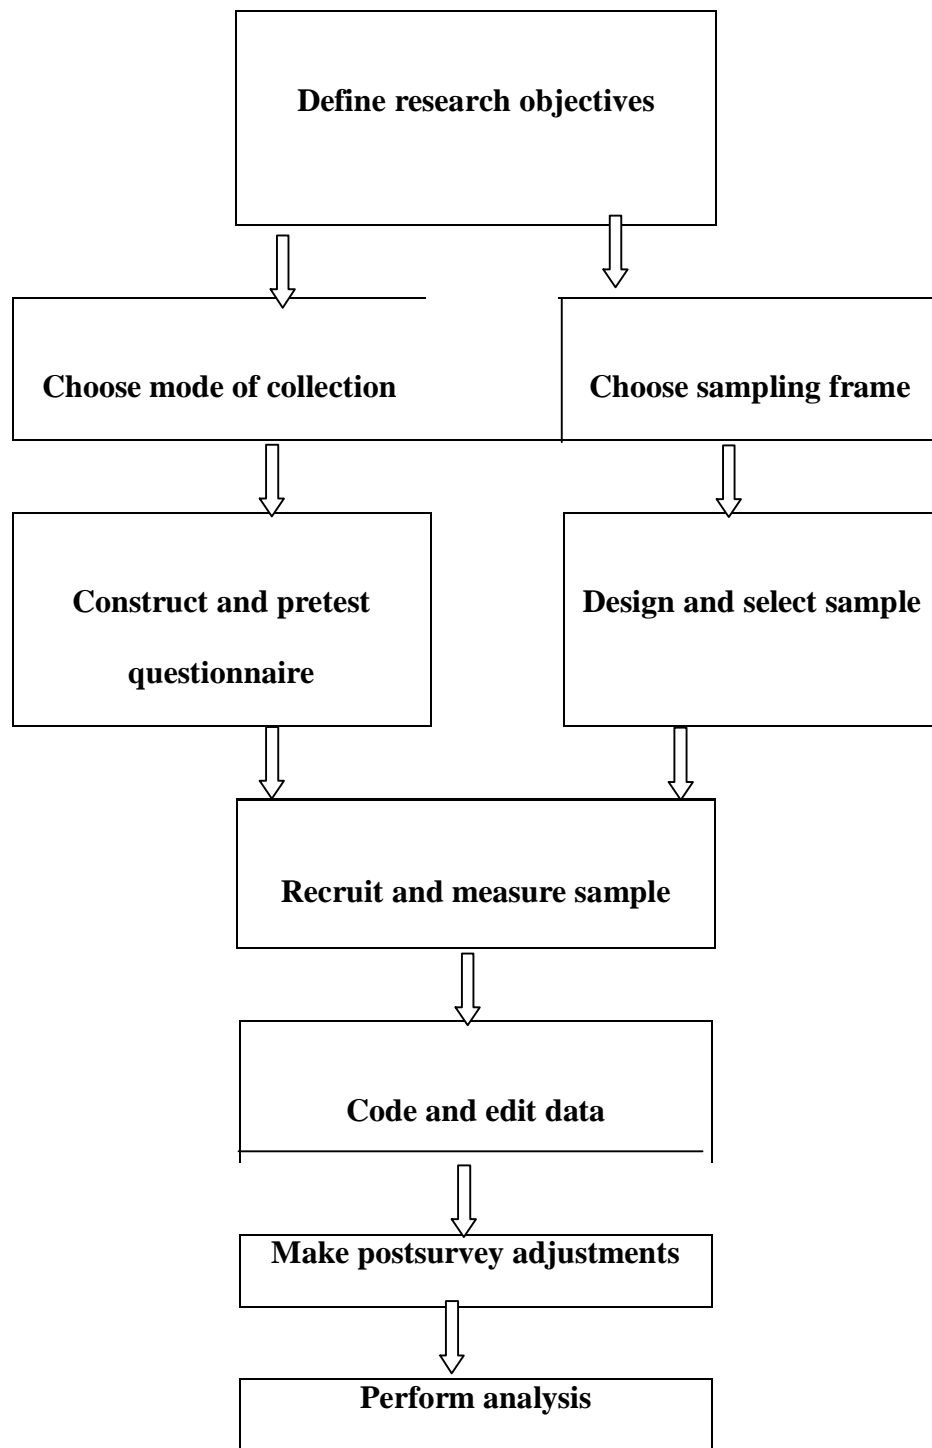 Define research objectives
Choose mode of collection
Choose sampling frame
Construct and pretest
questionnaire
Design and select sample
Recruit and measure sample
Code and edit data
Make postsurvey adjustments
Perform analysis